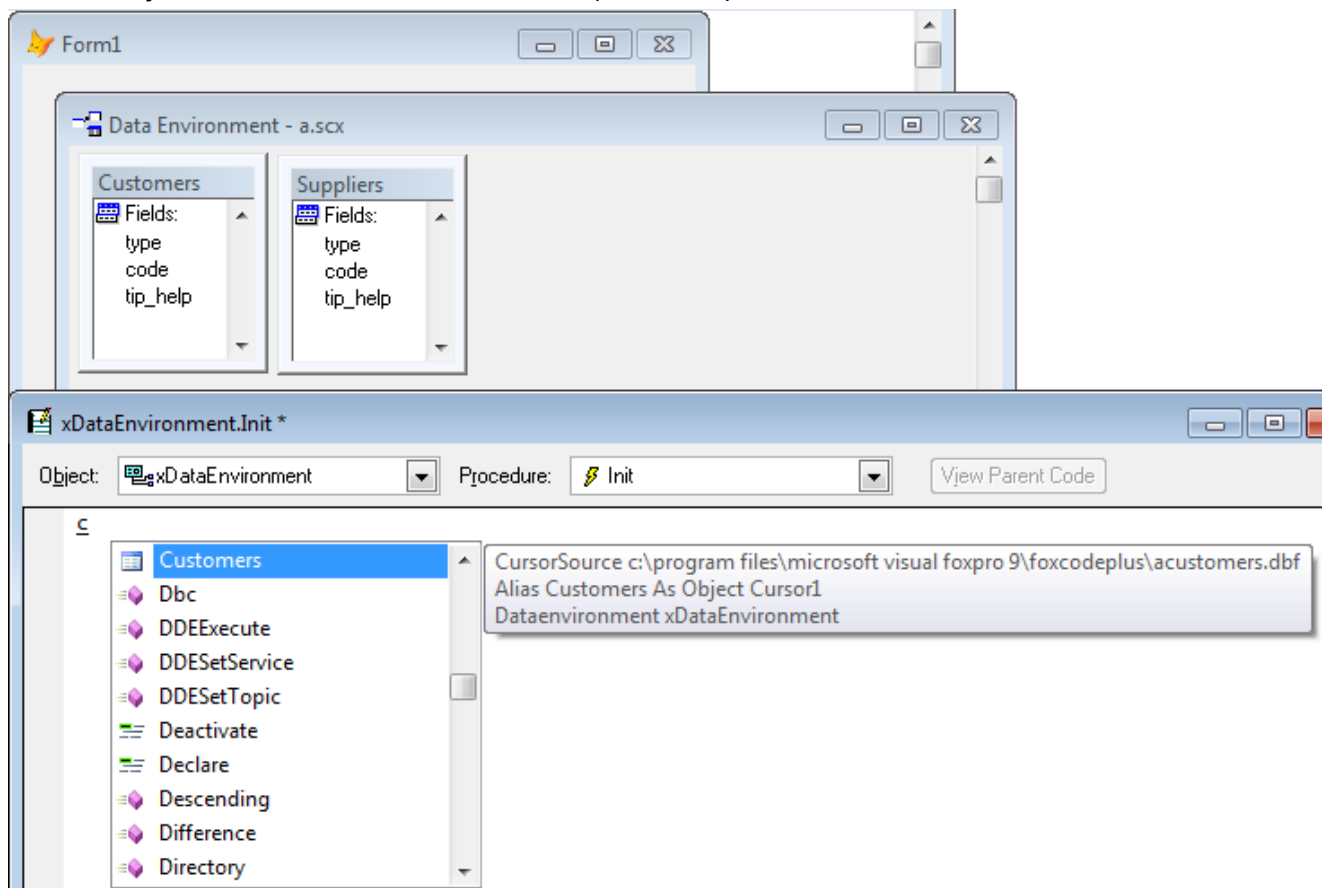 Form1
Data Environment - a.scx
Customers
Fields:
type
code
tip_help
Suppliers
Fields:
type
code
tip_help
xDataEnvironment.Init *
Object: xDataEnvironment Procedure: Init View Parent Code
c
Customers
Dbc
DDEExecute
DDESetService
DDESetTopic
Deactivate
Declare
Descending
Difference
Directory
CursorSource c:\program files\microsoft visual foxpro 9\foxcodeplus\acustomers.dbf
Alias Customers As Object Cursor1
Dataenvironment xDataEnvironment